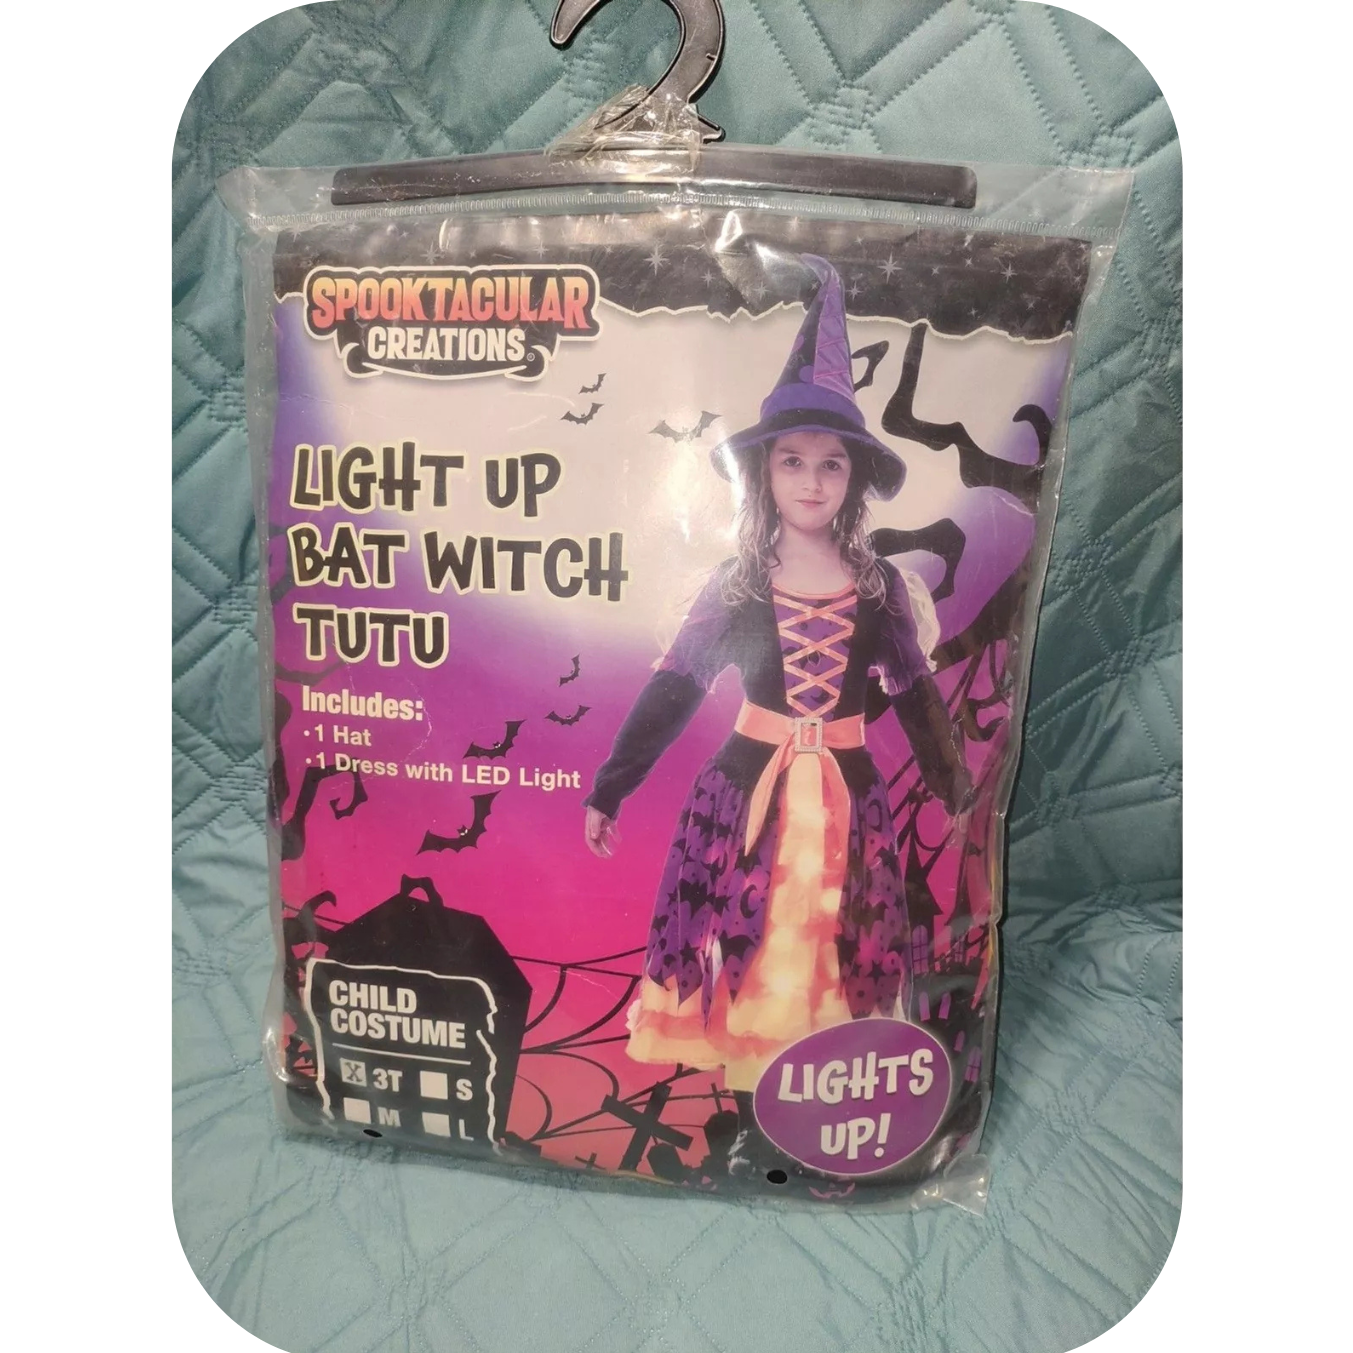 SPOOKTACULAR
CREATIONS®
LIGHT UP
BAT WITCH
TUTU
Includes:
• 1 Hat
• 1 Dress with LED Light
CHILD
COSTUME
X 3T S
M L
LIGHTS
UP!